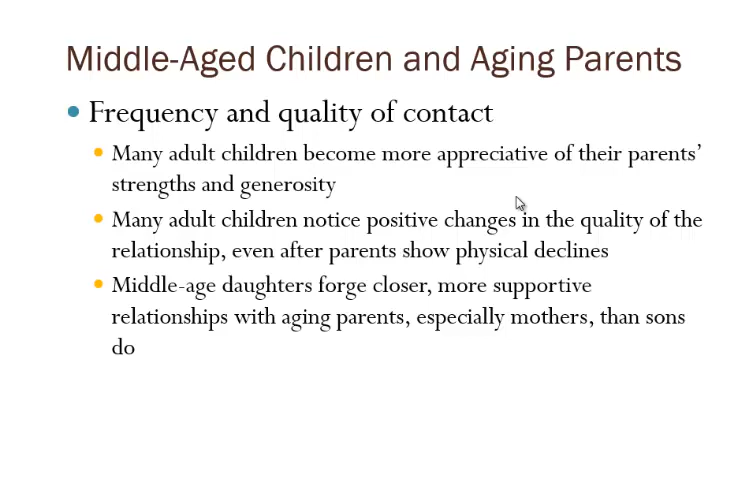 Middle-Aged Children and Aging Parents
Frequency and quality of contact
Many adult children become more appreciative of their parents’
strengths and generosity
Many adult children notice positive changes in the quality of the
relationship, even after parents show physical declines
Middle-age daughters forge closer, more supportive
relationships with aging parents, especially mothers, than sons
do